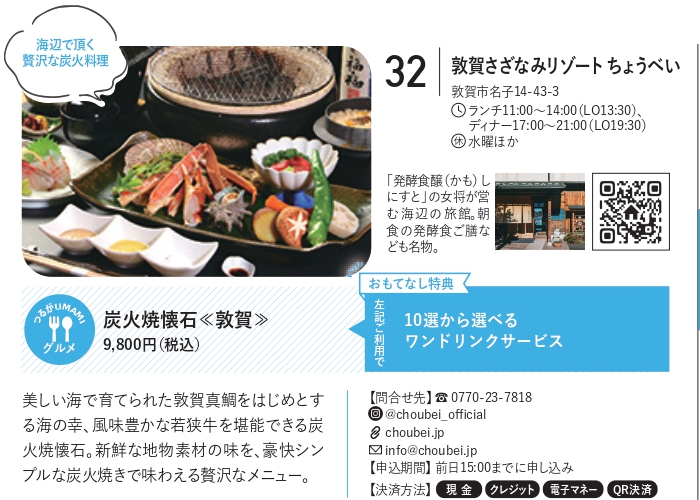 海辺で頂く
贅沢な炭火料理
32
敦賀さざなみリゾート ちょうべい
敦賀市名子14-43-3
ランチ11:00～14:00（LO13:30）、
ディナー17:00～21:00（LO19:30）
休 水曜ほか
「発酵食醸（かも）し
にすと」の女将が営
む海辺の旅館。朝
食の発酵食ご膳な
ども名物。
つるがUMAMI
グルメ
炭火焼懐石≪敦賀≫
9,800円（税込）
おもてなし特典
左記ご利用で
10選から選べる
ワンドリンクサービス
美しい海で育てられた敦賀真鯛をはじめとす
る海の幸、風味豊かな若狭牛を堪能できる炭
火焼懐石。新鮮な地物素材の味を、豪快シン
プルな炭火焼きで味わえる贅沢なメニュー。
【問合せ先】☎ 0770-23-7818
@choubei_official
choubei.jp
info@choubei.jp
【申込期間】前日15:00までに申し込み
【決済方法】 現金 クレジット 電子マネー QR決済